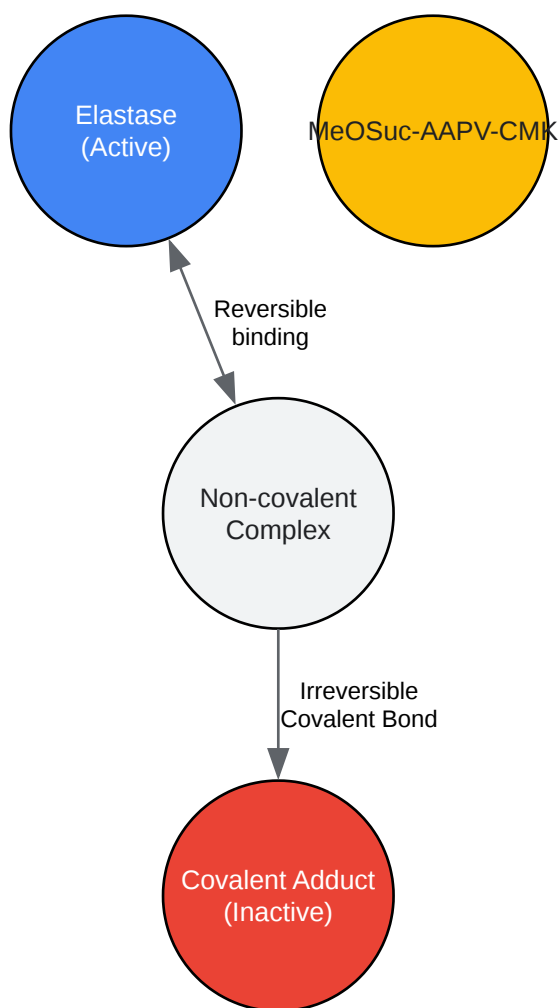 Elastase
(Active)
MeOSuc-AAPV-CMK
Reversible
binding
Non-covalent
Complex
Irreversible
Covalent Bond
Covalent Adduct
(Inactive)